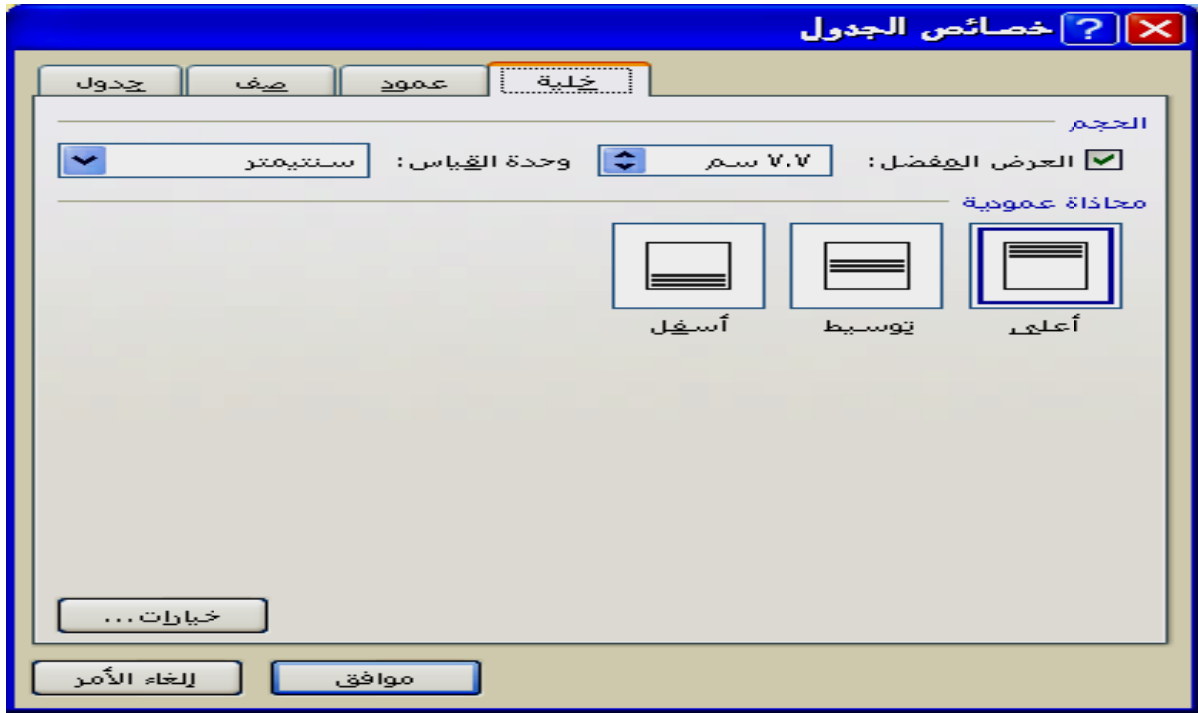 خصائص الجدول
جدول صف عمود خلية
الحجم
العرض المفضل: ٧.٧ سم وحدة القياس: سنتيمتر
محاذاة عمودية
أعلى توسيط أسفل
خيارات...
موافق إلغاء الأمر